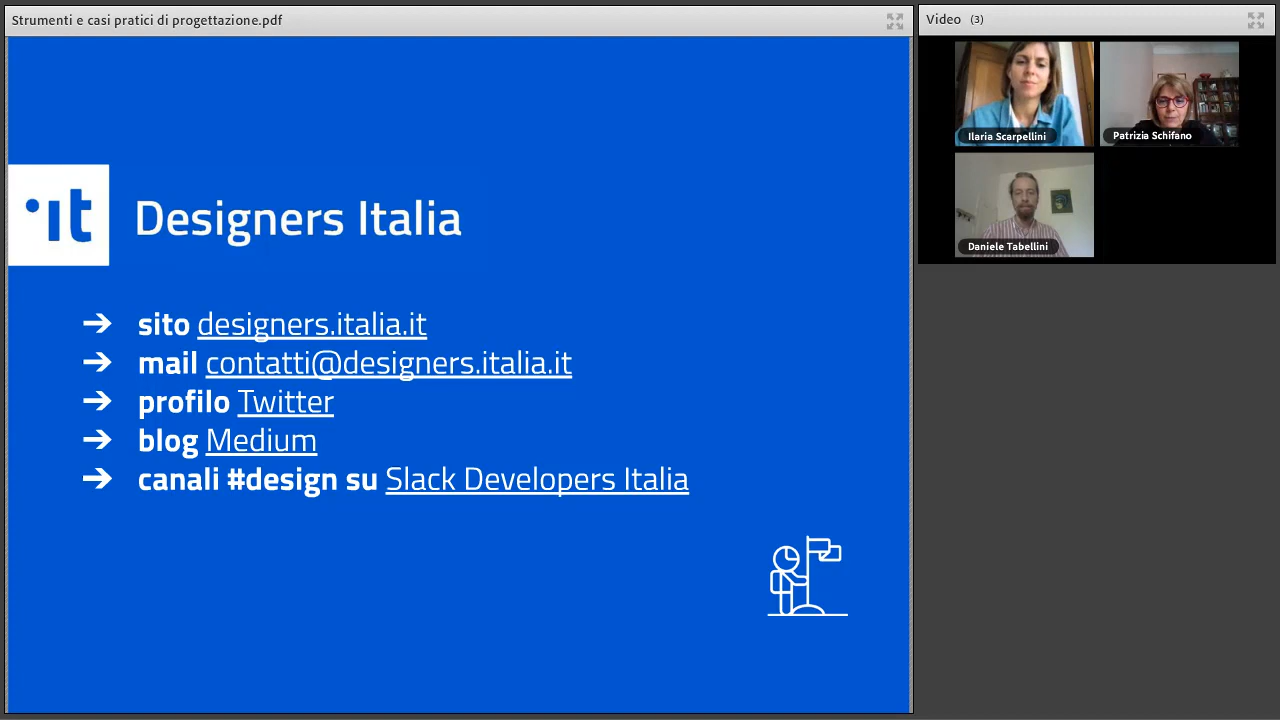 Strumenti e casi pratici di progettazione.pdf
Video (3)
Ilaria Scarpellini
Patrizia Schifano
Daniele Tabellini
.it
Designers Italia
➔ sito designers.italia.it
➔ mail contatti@designers.italia.it
➔ profilo Twitter
➔ blog Medium
➔ canali #design su Slack Developers Italia